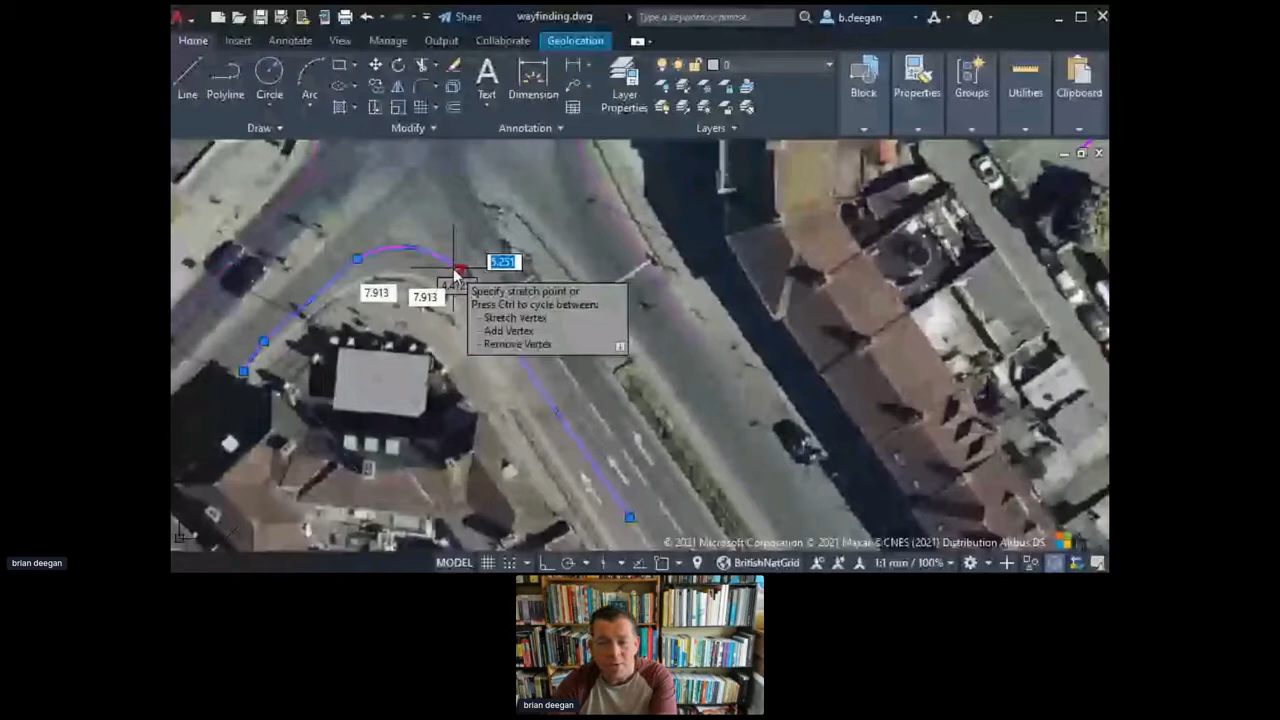 Share
wayfinding.dwg
Type a keyword or phrase
b.deegan
Home
Insert
Annotate
View
Manage
Output
Collaborate
Geolocation
Line
Polyline
Circle
Arc
Text
Dimension
Layer
Properties
0
Block
Properties
Groups
Utilities
Clipboard
Draw
Modify
Annotation
Layers
5.251
7.913
7.913
Specify stretch point or
Press Ctrl to cycle between:
- Stretch Vertex
- Add Vertex
- Remove Vertex
© 2021 Microsoft Corporation © 2021 Maxar © CNES (2021) Distribution Airbus DS
MODEL
BritishNatGrid
1:1 mm / 100%
brian deegan
brian deegan